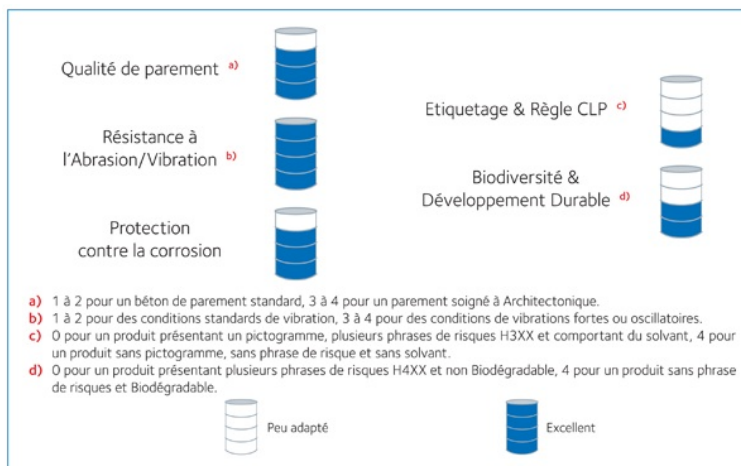 Qualité de parement a)
Résistance à
l'Abrasion/Vibration b)
Protection
contre la corrosion
Etiquetage & Règle CLP c)
Biodiversité &
Développement Durable d)
a) 1 à 2 pour un béton de parement standard, 3 à 4 pour un parement soigné à Architectonique.
b) 1 à 2 pour des conditions standards de vibration, 3 à 4 pour des conditions de vibrations fortes ou oscillatoires.
c) 0 pour un produit présentant un pictogramme, plusieurs phrases de risques H3XX et comportant du solvant, 4 pour
un produit sans pictogramme, sans phrase de risque et sans solvant.
d) 0 pour un produit présentant plusieurs phrases de risques H4XX et non Biodégradable, 4 pour un produit sans phrase
de risques et Biodégradable.
Peu adapté
Excellent